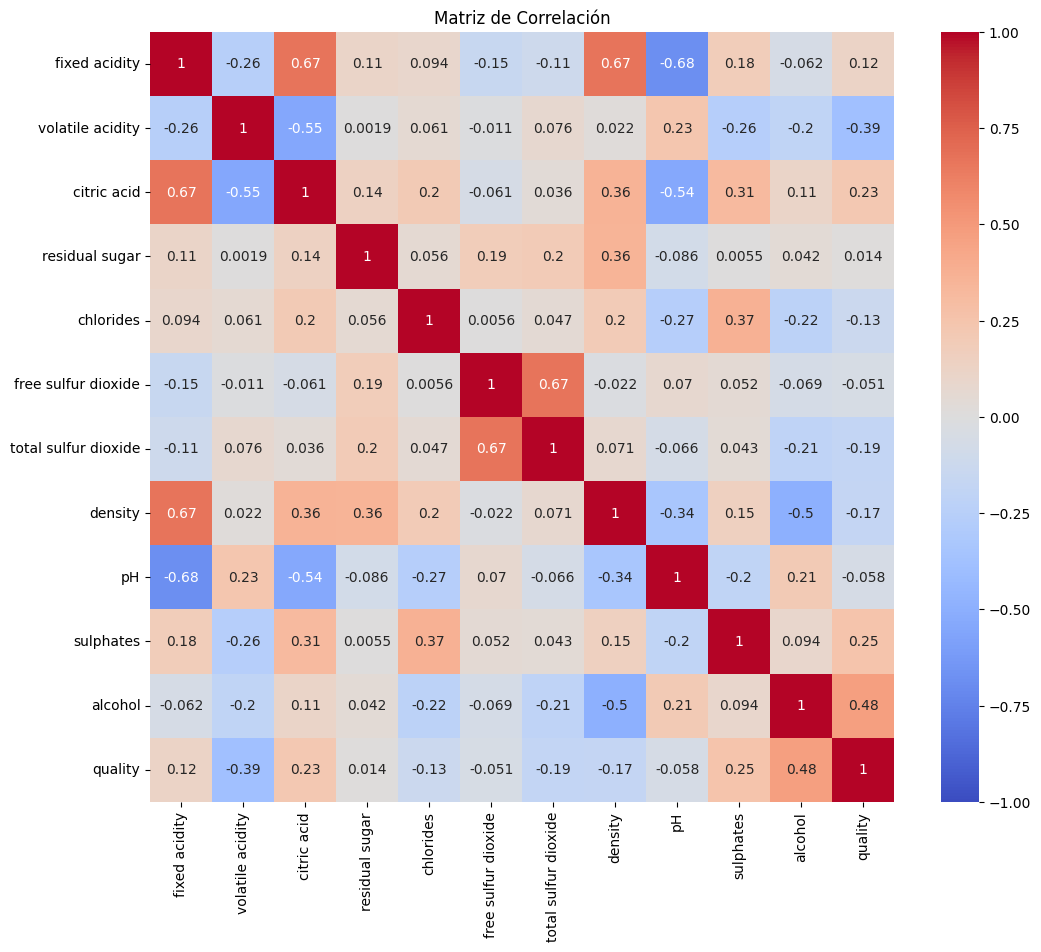 Matriz de Correlación
fixed acidity 1 -0.26 0.67 0.11 0.094 -0.15 -0.11 0.67 -0.68 0.18 -0.062 0.12
volatile acidity -0.26 1 -0.55 0.0019 0.061 -0.011 0.076 0.022 0.23 -0.26 -0.2 -0.39
citric acid 0.67 -0.55 1 0.14 0.2 -0.061 0.036 0.36 -0.54 0.31 0.11 0.23
residual sugar 0.11 0.0019 0.14 1 0.056 0.19 0.2 0.36 -0.086 0.0055 0.042 0.014
chlorides 0.094 0.061 0.2 0.056 1 0.0056 0.047 0.2 -0.27 0.37 -0.22 -0.13
free sulfur dioxide -0.15 -0.011 -0.061 0.19 0.0056 1 0.67 -0.022 0.07 0.052 -0.069 -0.051
total sulfur dioxide -0.11 0.076 0.036 0.2 0.047 0.67 1 0.071 -0.066 0.043 -0.21 -0.19
density 0.67 0.022 0.36 0.36 0.2 -0.022 0.071 1 -0.34 0.15 -0.5 -0.17
pH -0.68 0.23 -0.54 -0.086 -0.27 0.07 -0.066 -0.34 1 -0.2 0.21 -0.058
sulphates 0.18 -0.26 0.31 0.0055 0.37 0.052 0.043 0.15 -0.2 1 0.094 0.25
alcohol -0.062 -0.2 0.11 0.042 -0.22 -0.069 -0.21 -0.5 0.21 0.094 1 0.48
quality 0.12 -0.39 0.23 0.014 -0.13 -0.051 -0.19 -0.17 -0.058 0.25 0.48 1
fixed acidity
volatile acidity
citric acid
residual sugar
chlorides
free sulfur dioxide
total sulfur dioxide
density
pH
sulphates
alcohol
quality
1.00
0.75
0.50
0.25
0.00
−0.25
−0.50
−0.75
−1.00